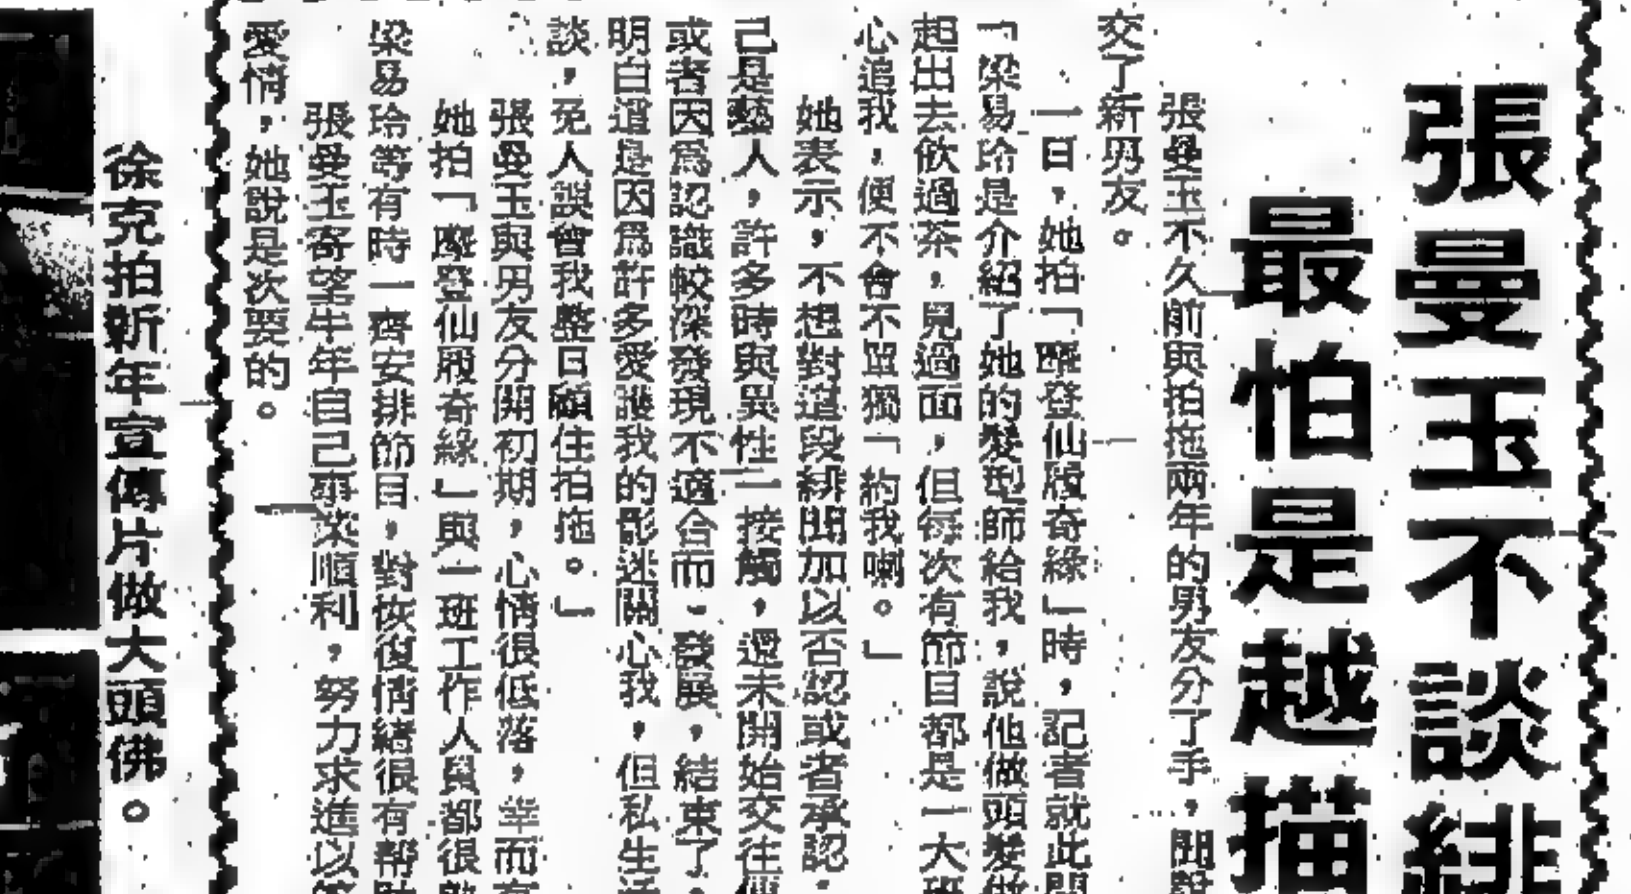 張曼玉不談緋
最怕是越描
張曼玉不久前與拍拖兩年的男友分了手，聞說
交了新男友。
一日，她拍「摩登仙履奇緣」時，記者就此問
「梁易玲是介紹了她的髮型師給我，說他做頭髮做
起出去飲過茶，見過面，但每次有節目都是一大班
心追我，便不會不單獨「約我喇。」
她表示，不想對這段緋聞加以否認或者承認，
己是藝人，許多時與異性一接觸，還未開始交往便
或者因為認識較深發現不適合而，發展，結束了。
明白這是因為許多愛護我的影迷關心我，但私生活
談，免人誤會我整日顧住拍拖。」
張曼玉與男友分開初期，心情很低落，幸而有
她拍「摩登仙履奇緣」與一班工作人員都很
梁易玲等有時一齊安排節目，對恢復情緒很有幫助
張曼玉寄望牛年自己事業順利，努力求進以
愛情，她說是次要的。
徐克拍新年宣傳片做大頭佛。